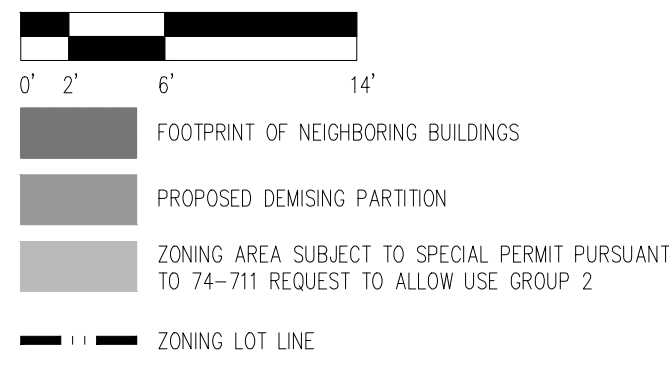 0' 2' 6' 14'
FOOTPRINT OF NEIGHBORING BUILDINGS
PROPOSED DEMISING PARTITION
ZONING AREA SUBJECT TO SPECIAL PERMIT PURSUANT
TO 74-711 REQUEST TO ALLOW USE GROUP 2
ZONING LOT LINE